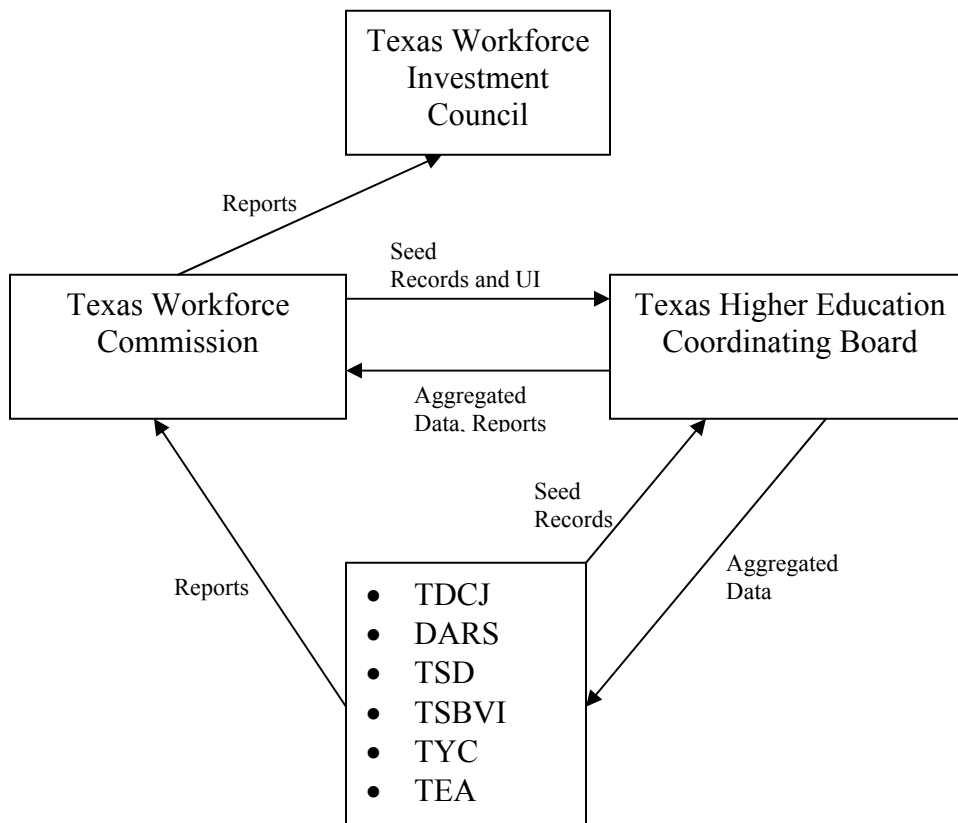 Texas Workforce
Investment
Council
Reports
Seed
Records and UI
Texas Workforce
Commission
Texas Higher Education
Coordinating Board
Aggregated
Data, Reports
Seed
Records
Aggregated
Data
Reports
• TDCJ
• DARS
• TSD
• TSBVI
• TYC
• TEA